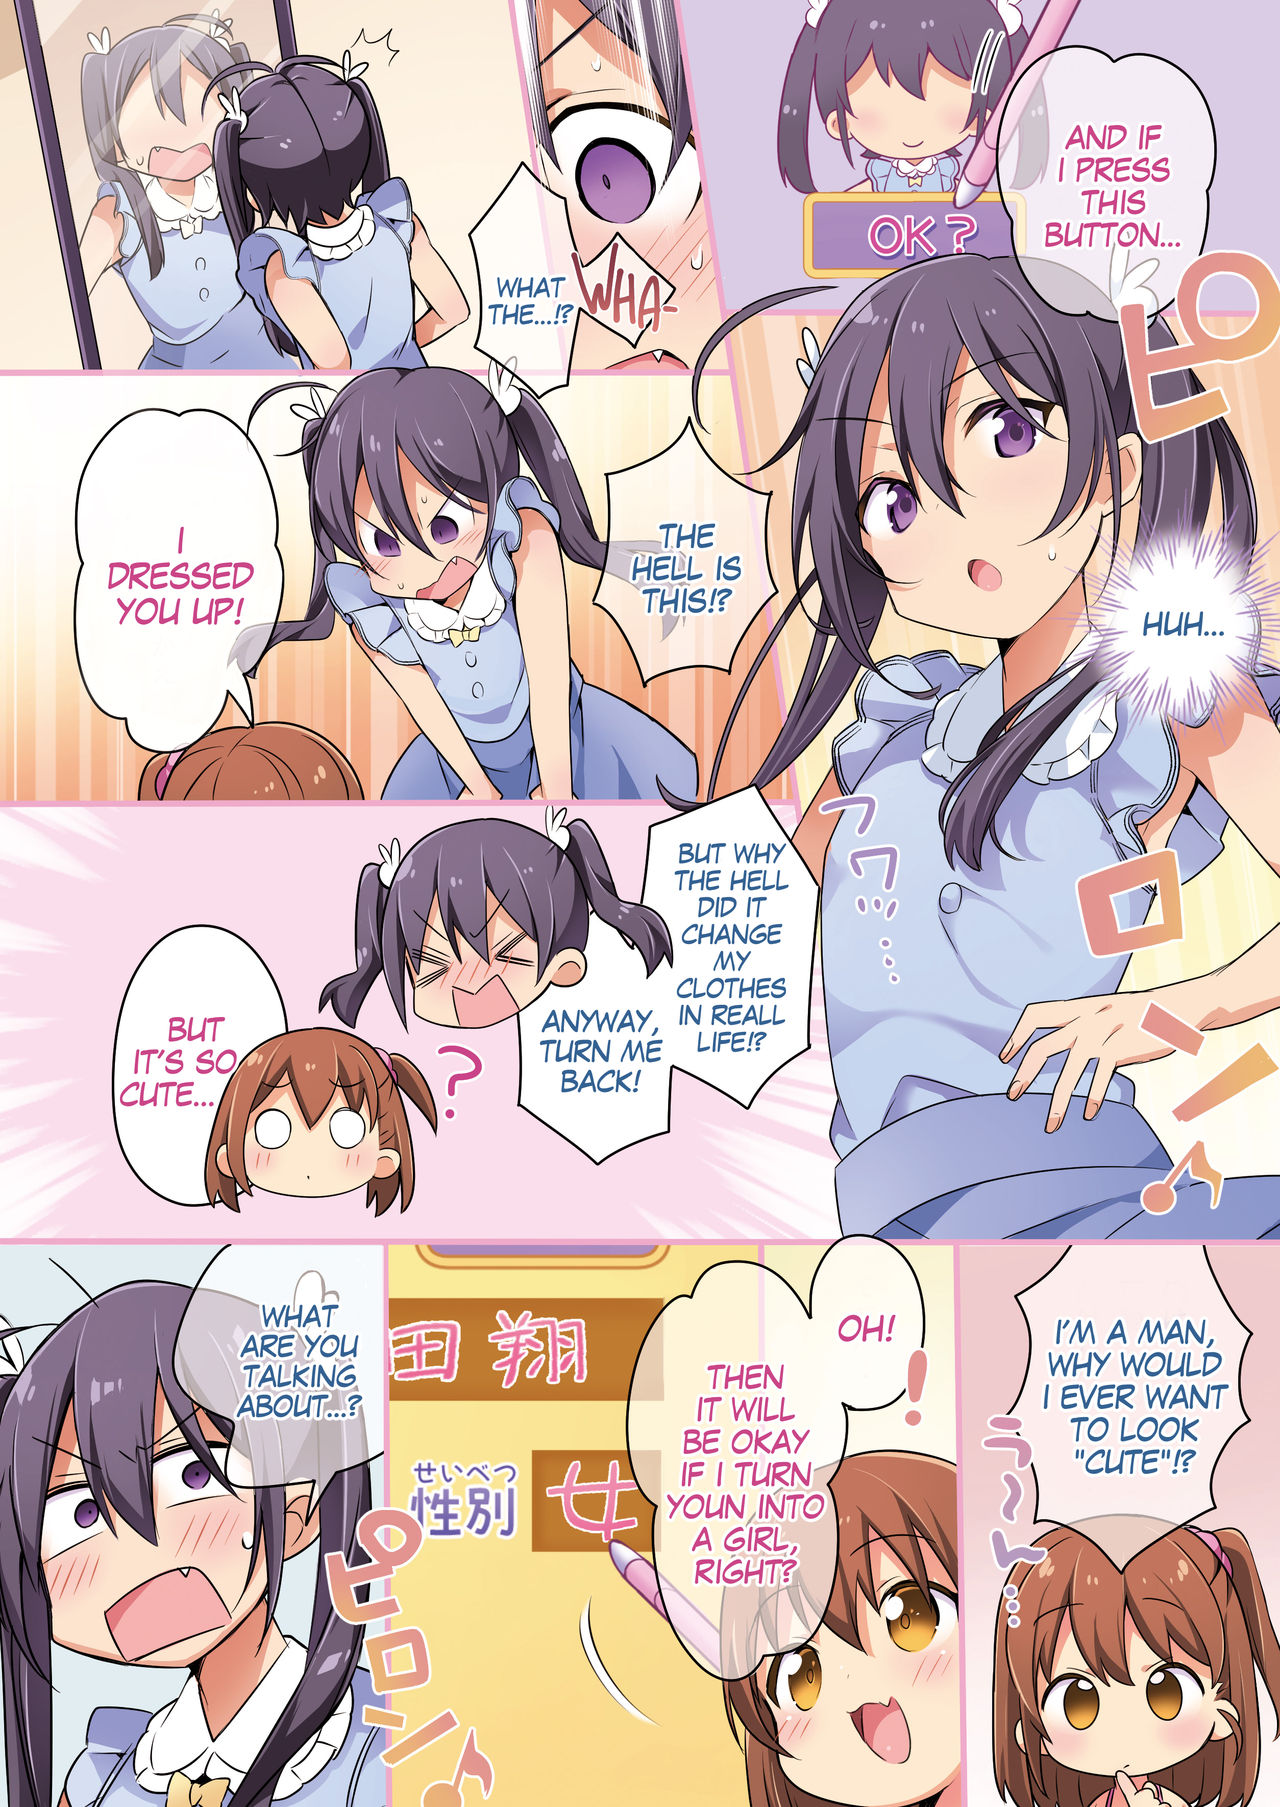 AND IF
I PRESS
THIS
BUTTON...
OK?
ピロ
ロン♪
HUH...
フワッ…
WHA-
WHAT
THE...!?
THE
HELL IS
THIS!?
I
DRESSED
YOU UP!
BUT WHY
THE HELL
DID IT
CHANGE
MY
CLOTHES
IN REALL
LIFE!?
ANYWAY,
TURN ME
BACK!
?
BUT
IT'S SO
CUTE...
I'M A MAN,
WHY WOULD
I EVER WANT
TO LOOK
"CUTE"!?
う～ん…
OH!
!
THEN
IT WILL
BE OKAY
IF I TURN
YOUN INTO
A GIRL,
RIGHT?
田翔
せいべつ
性別
女
ピロン♪
WHAT
ARE YOU
TALKING
ABOUT...?